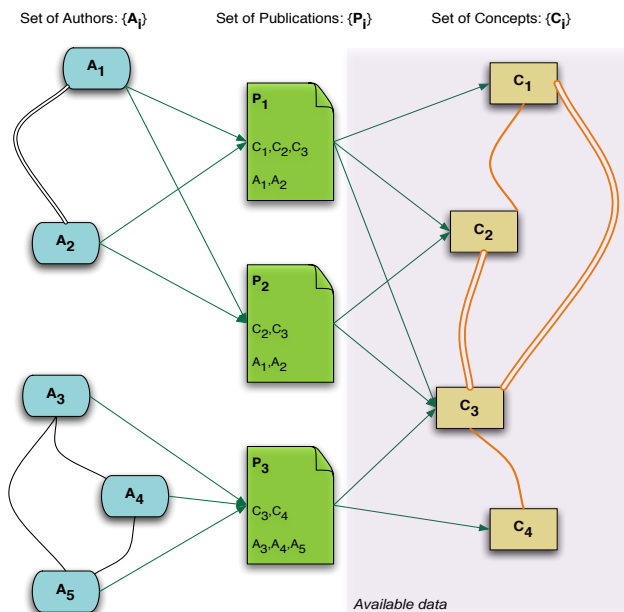 Set of Authors: {Ai}
Set of Publications: {Pi}
Set of Concepts: {Ci}
A1
A2
A3
A4
A5
P1
C1,C2,C3
A1,A2
P2
C2,C3
A1,A2
P3
C3,C4
A3,A4,A5
C1
C2
C3
C4
Available data